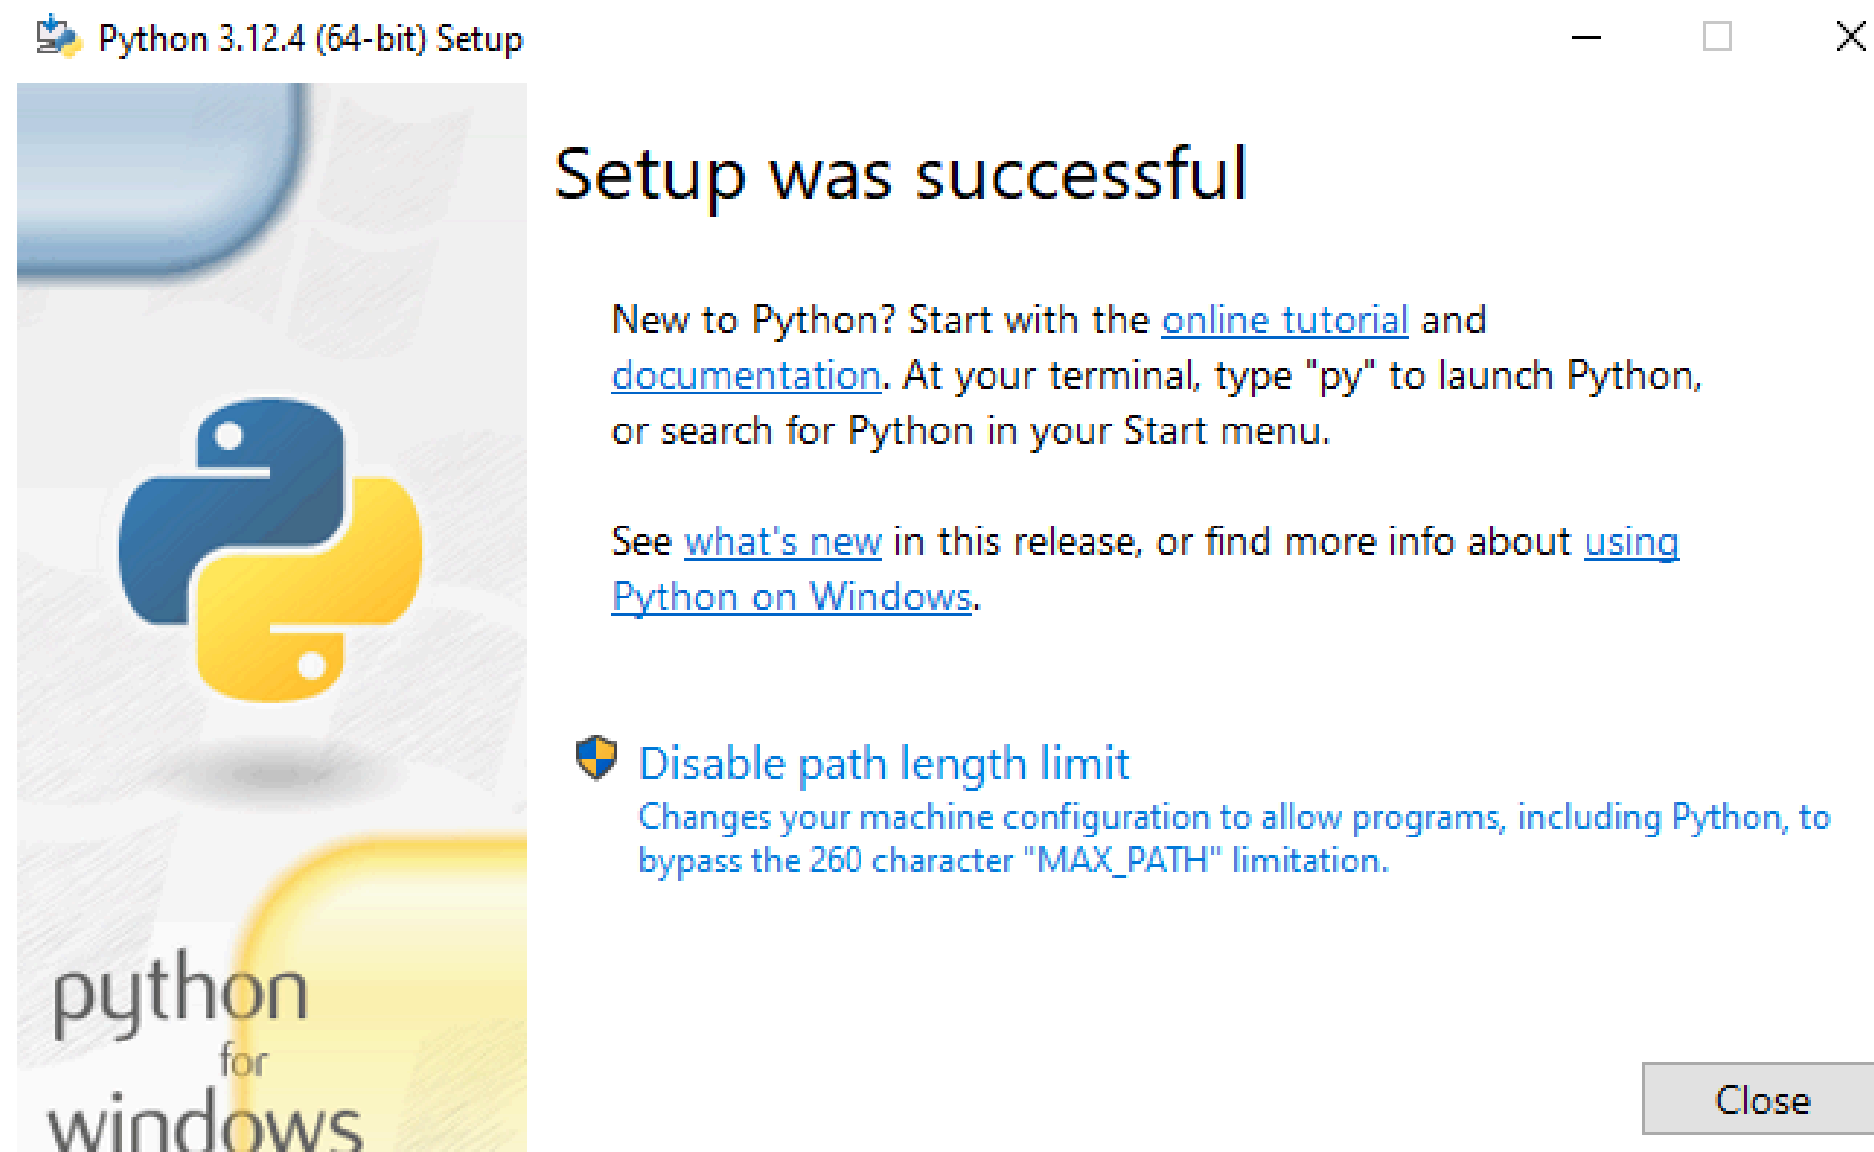 Python 3.12.4 (64-bit) Setup
Setup was successful
New to Python? Start with the online tutorial and
documentation. At your terminal, type "py" to launch Python,
or search for Python in your Start menu.
See what's new in this release, or find more info about using
Python on Windows.
Disable path length limit
Changes your machine configuration to allow programs, including Python, to
bypass the 260 character "MAX_PATH" limitation.
python
for
windows
Close